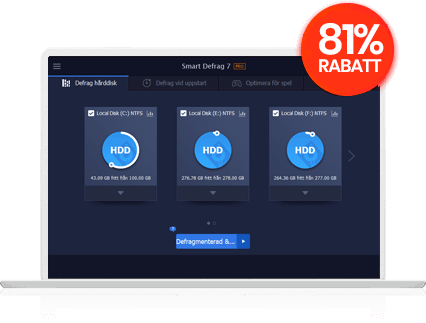 81%
RABATT
Smart Defrag 7 PRO
Defrag hårddisk
Defrag vid uppstart
Optimera för spel
Local Disk (C:) NTFS
Local Disk (E:) NTFS
Local Disk (F:) NTFS
HDD
HDD
HDD
43.09 GB fritt från 100.00 GB
276.78 GB fritt från 278.00 GB
264.36 GB fritt från 277.00 GB
Defragmenterad &...